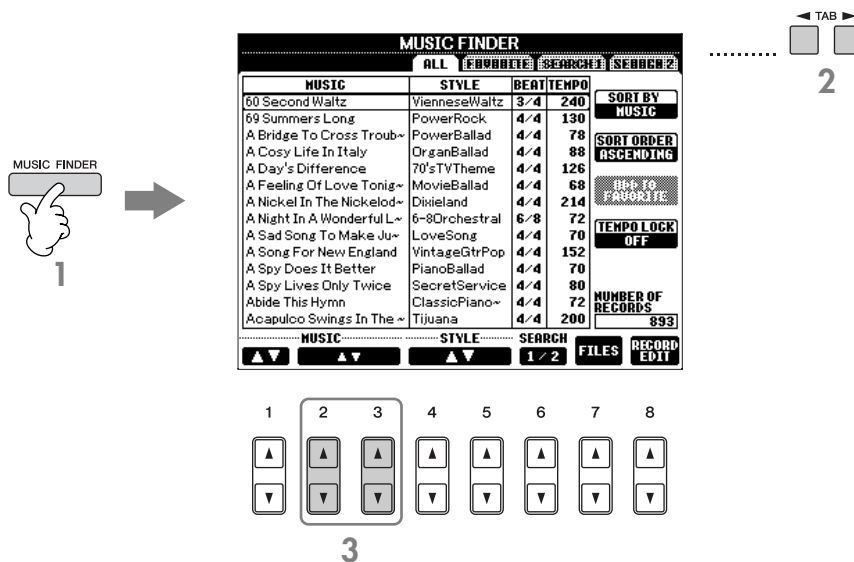 ◄ TAB ►
2
MUSIC FINDER
1
MUSIC FINDER
ALL FAVORITE SEARCH 1 SEARCH 2
MUSIC STYLE BEAT TEMPO
60 Second Waltz VienneseWaltz 3/4 240
69 Summers Long PowerRock 4/4 130
A Bridge To Cross Troub~ PowerBallad 4/4 78
A Cosy Life In Italy OrganBallad 4/4 88
A Day's Difference 70'sTVTheme 4/4 126
A Feeling Of Love Tonig~ MovieBallad 4/4 68
A Nickel In The Nickelod~ Dixieland 4/4 214
A Night In A Wonderful L~ 6-8Orchestral 6/8 72
A Sad Song To Make Ju~ LoveSong 4/4 70
A Song For New England VintageGtrPop 4/4 152
A Spy Does It Better PianoBallad 4/4 70
A Spy Lives Only Twice SecretService 4/4 80
Abide This Hymn ClassicPiano~ 4/4 72
Acapulco Swings In The ~ Tijuana 4/4 200
SORT BY
MUSIC
SORT ORDER
ASCENDING
ADD TO
FAVORITE
TEMPO LOCK
OFF
NUMBER OF
RECORDS
893
MUSIC STYLE SEARCH
▲▼ ▲▼ ▲▼ 1/2 FILES RECORD
EDIT
1 2 3 4 5 6 7 8
3